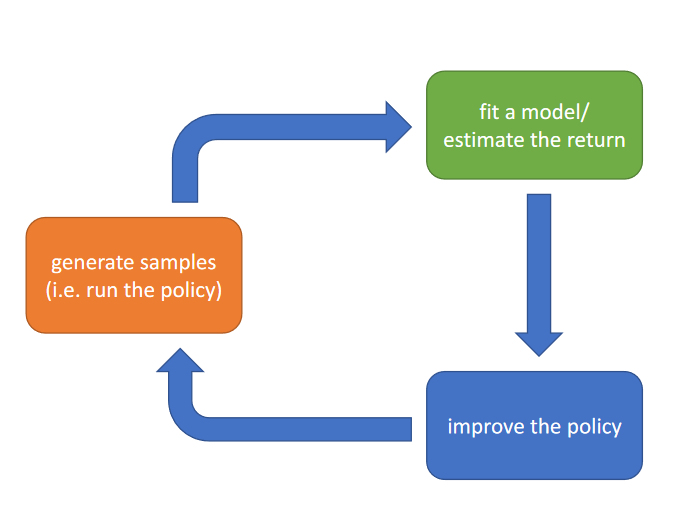 fit a model/
estimate the return
generate samples
(i.e. run the policy)
improve the policy